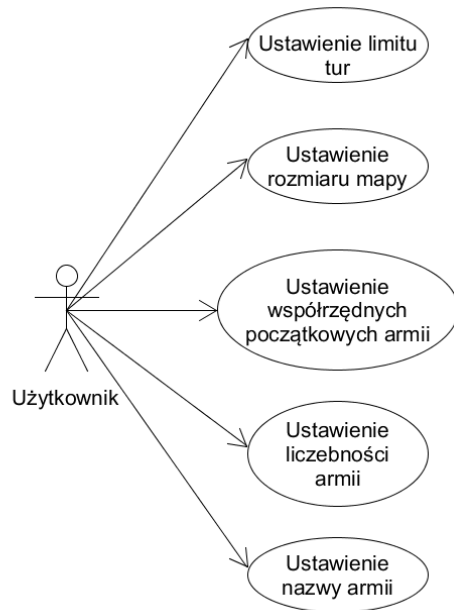 Ustawienie limitu
tur
Ustawienie
rozmiaru mapy
Ustawienie
współrzędnych
początkowych armii
Użytkownik
Ustawienie
liczebności
armii
Ustawienie
nazwy armii